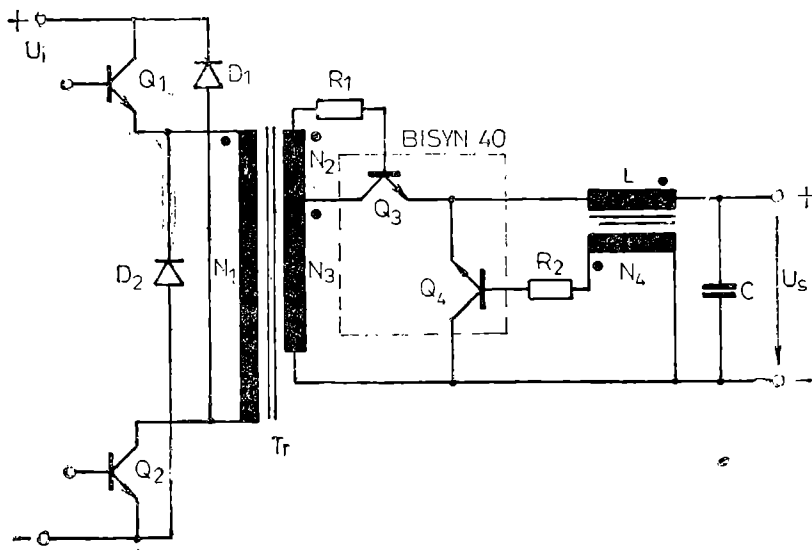 +
Ui
Q1
D1
R1
BISYN 40
N2
L
+
Q3
D2
N1
N3
R2
N4
Q4
C
Us
Tr
−
Q2
−